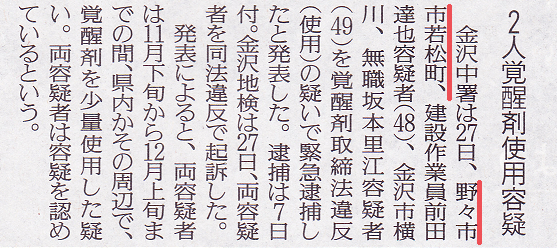 2人覚醒剤使用容疑
金沢中署は27日、野々市
市若松町、建設作業員前田
達也容疑者(48)、金沢市横
川、無職坂本里江容疑者
(49)を覚醒剤取締法違反
(使用)の疑いで緊急逮捕し
たと発表した。逮捕は7日
付。金沢地検は27日、両容疑
者を同法違反で起訴した。
発表によると、両容疑者
は11月下旬から12月上旬ま
での間、県内かその周辺で、
覚醒剤を少量使用した疑
い。両容疑者は容疑を認め
ているという。